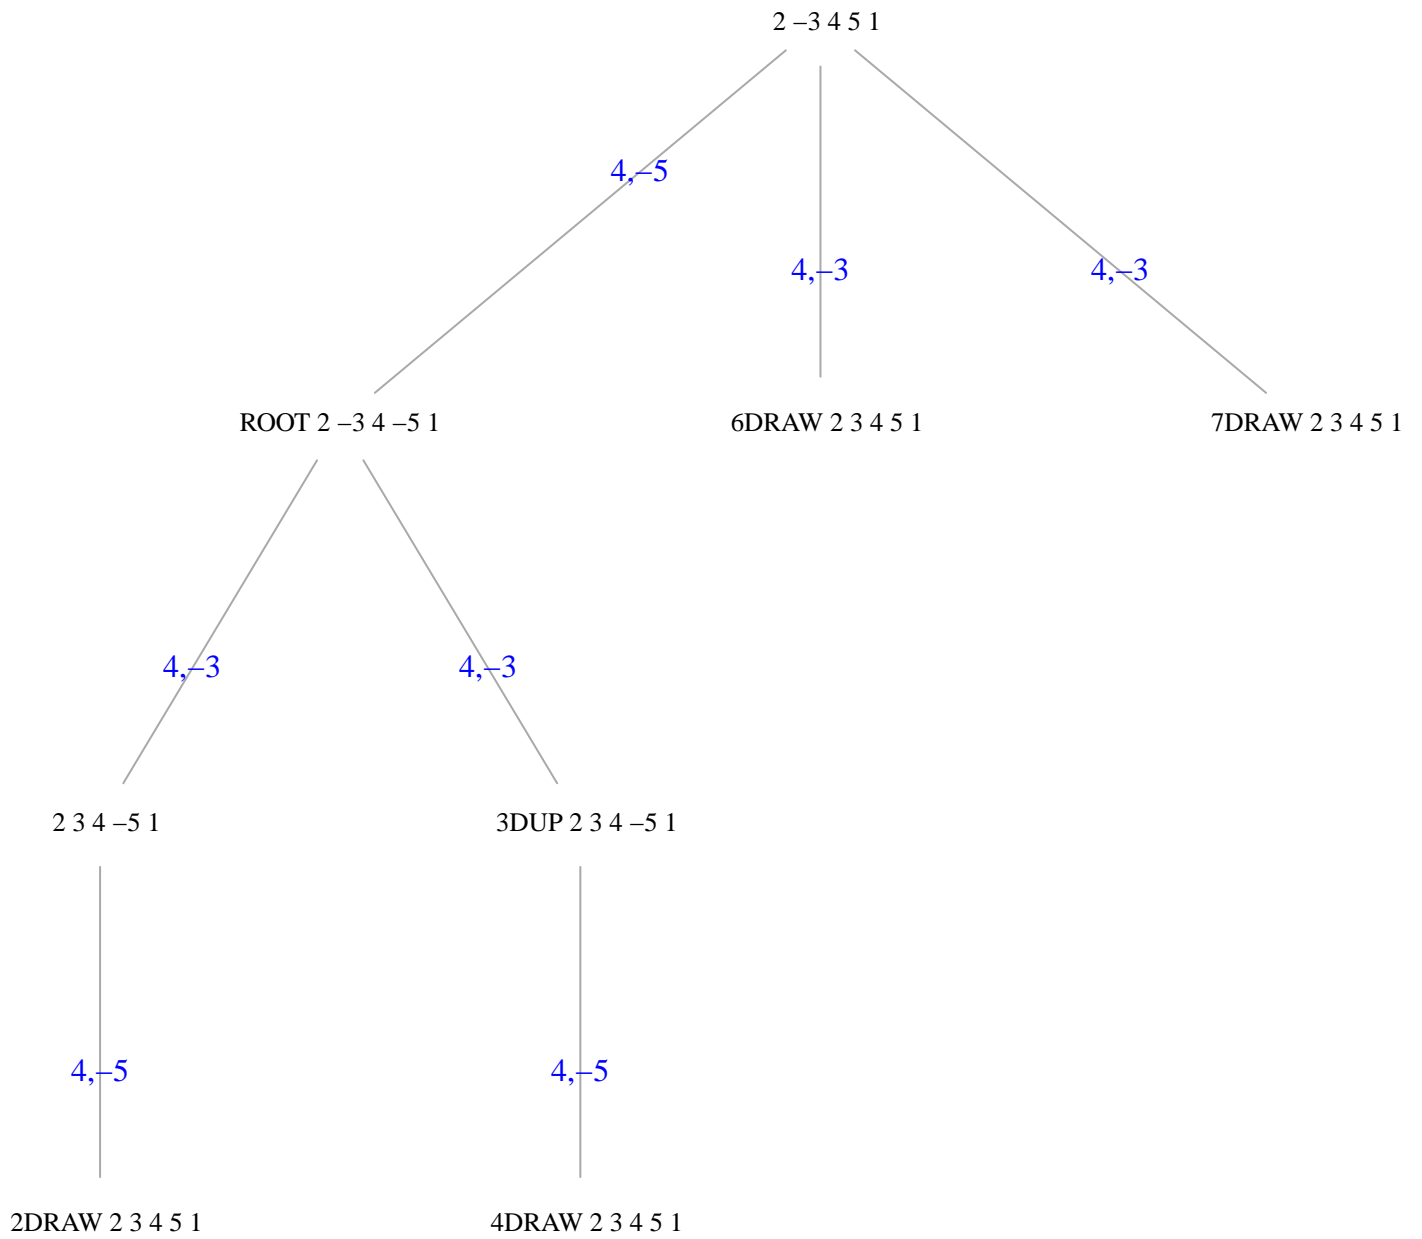 2 –3 4 5 1
4,–5
4,–3
4,–3
ROOT 2 –3 4 –5 1
6DRAW 2 3 4 5 1
7DRAW 2 3 4 5 1
4,–3
4,–3
2 3 4 –5 1
3DUP 2 3 4 –5 1
4,–5
4,–5
2DRAW 2 3 4 5 1
4DRAW 2 3 4 5 1